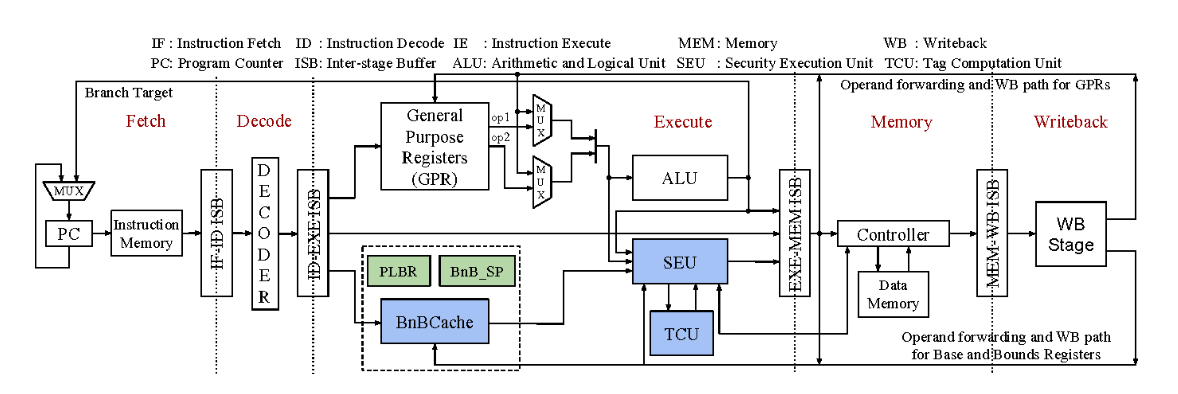 IF : Instruction Fetch ID : Instruction Decode IE : Instruction Execute MEM : Memory WB : Writeback
PC: Program Counter ISB: Inter-stage Buffer ALU: Arithmetic and Logical Unit SEU : Security Execution Unit TCU: Tag Computation Unit
Branch Target
Operand forwarding and WB path for GPRs
Fetch
Decode
Execute
Memory
Writeback
General
Purpose
Registers
(GPR)
op1
op2
MUX
MUX
MUX
PC
Instruction
Memory
IF-ID-ISB
DECODER
ID-EXE-ISB
ALU
PLBR
BnB_SP
BnBCache
SEU
TCU
EXE-MEM-ISB
Controller
Data
Memory
MEM-WB-ISB
WB
Stage
Operand forwarding and WB path
for Base and Bounds Registers